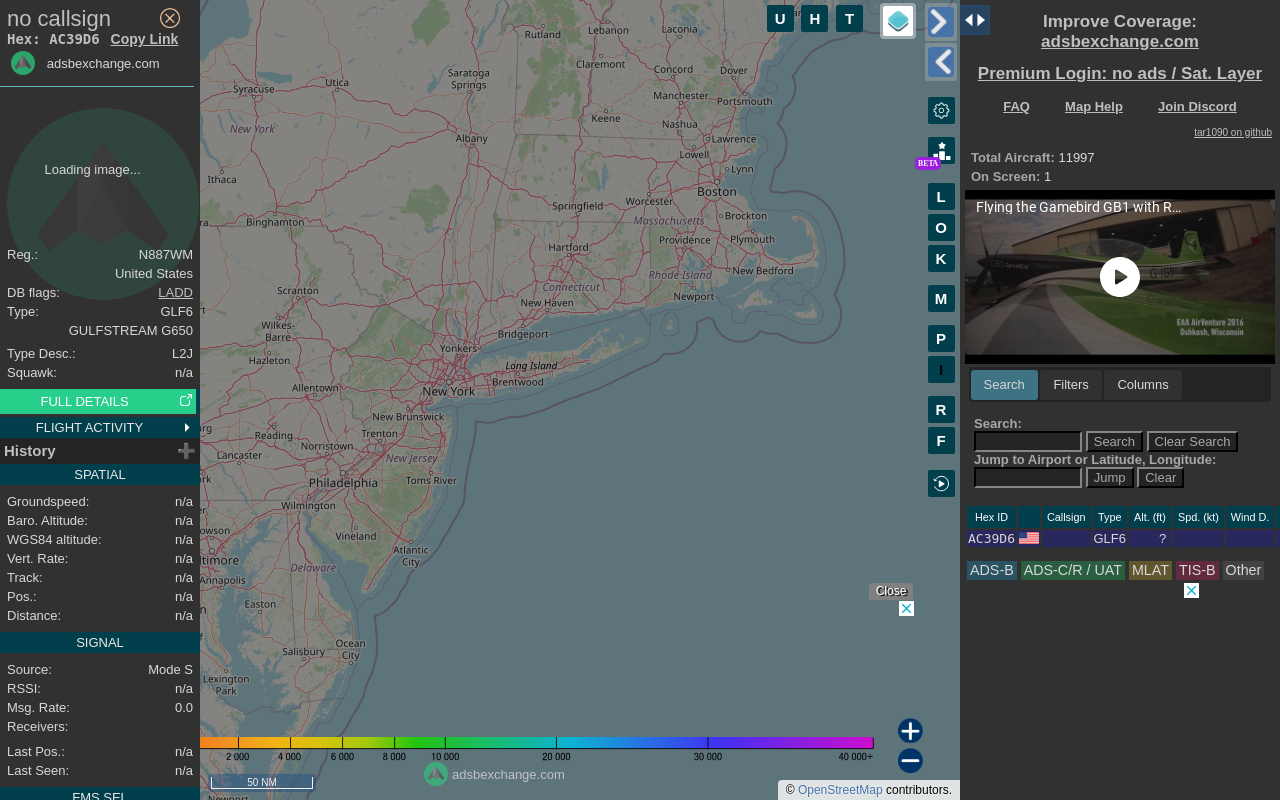 no callsign
Hex: AC39D6 Copy Link
adsbexchange.com
Loading image...
Reg.: N887WM
United States
DB flags: LADD
Type: GLF6
GULFSTREAM G650
Type Desc.: L2J
Squawk: n/a
FULL DETAILS
FLIGHT ACTIVITY
History
SPATIAL
Groundspeed: n/a
Baro. Altitude: n/a
WGS84 altitude: n/a
Vert. Rate: n/a
Track: n/a
Pos.: n/a
Distance: n/a
SIGNAL
Source: Mode S
RSSI: n/a
Msg. Rate: 0.0
Receivers:
Last Pos.: n/a
Last Seen: n/a
FMS SEL
U H T
Rutland
Lebanon
Laconia
Claremont
Concord
Dover
Utica
Saratoga
Springs
Syracuse
Manchester
Portsmouth
Keene
Nashua
New York
Albany
Lawrence
Lowell
Lynn
Ithaca
Boston
Worcester
Springfield
Binghamton
Massachusetts
Brockton
Hartford
Providence
Plymouth
Rhode Island
New Bedford
Connecticut
Scranton
New Haven
Newport
Wilkes-
Barre
Bridgeport
Yonkers
Hazleton
Long Island
Brentwood
Allentown
New York
New Brunswick
Reading
Trenton
Norristown
Lancaster
New Jersey
Philadelphia
Toms River
Wilmington
Vineland
Atlantic
City
Delaware
Annapolis
Easton
Ocean
City
Salisbury
Lexington
Park
BETA
L
O
K
M
P
I
R
F
Close
2 000 4 000 6 000 8 000 10 000 20 000 30 000 40 000+
50 NM
adsbexchange.com
© OpenStreetMap contributors.
Improve Coverage:
adsbexchange.com
Premium Login: no ads / Sat. Layer
FAQ Map Help Join Discord
tar1090 on github
Total Aircraft: 11997
On Screen: 1
Flying the Gamebird GB1 with R...
EAA AirVenture 2016
Oshkosh, Wisconsin
Search Filters Columns
Search:
Search Clear Search
Jump to Airport or Latitude, Longitude:
Jump Clear
Hex ID Callsign Type Alt. (ft) Spd. (kt) Wind D.
AC39D6 GLF6 ?
ADS-B ADS-C/R / UAT MLAT TIS-B Other